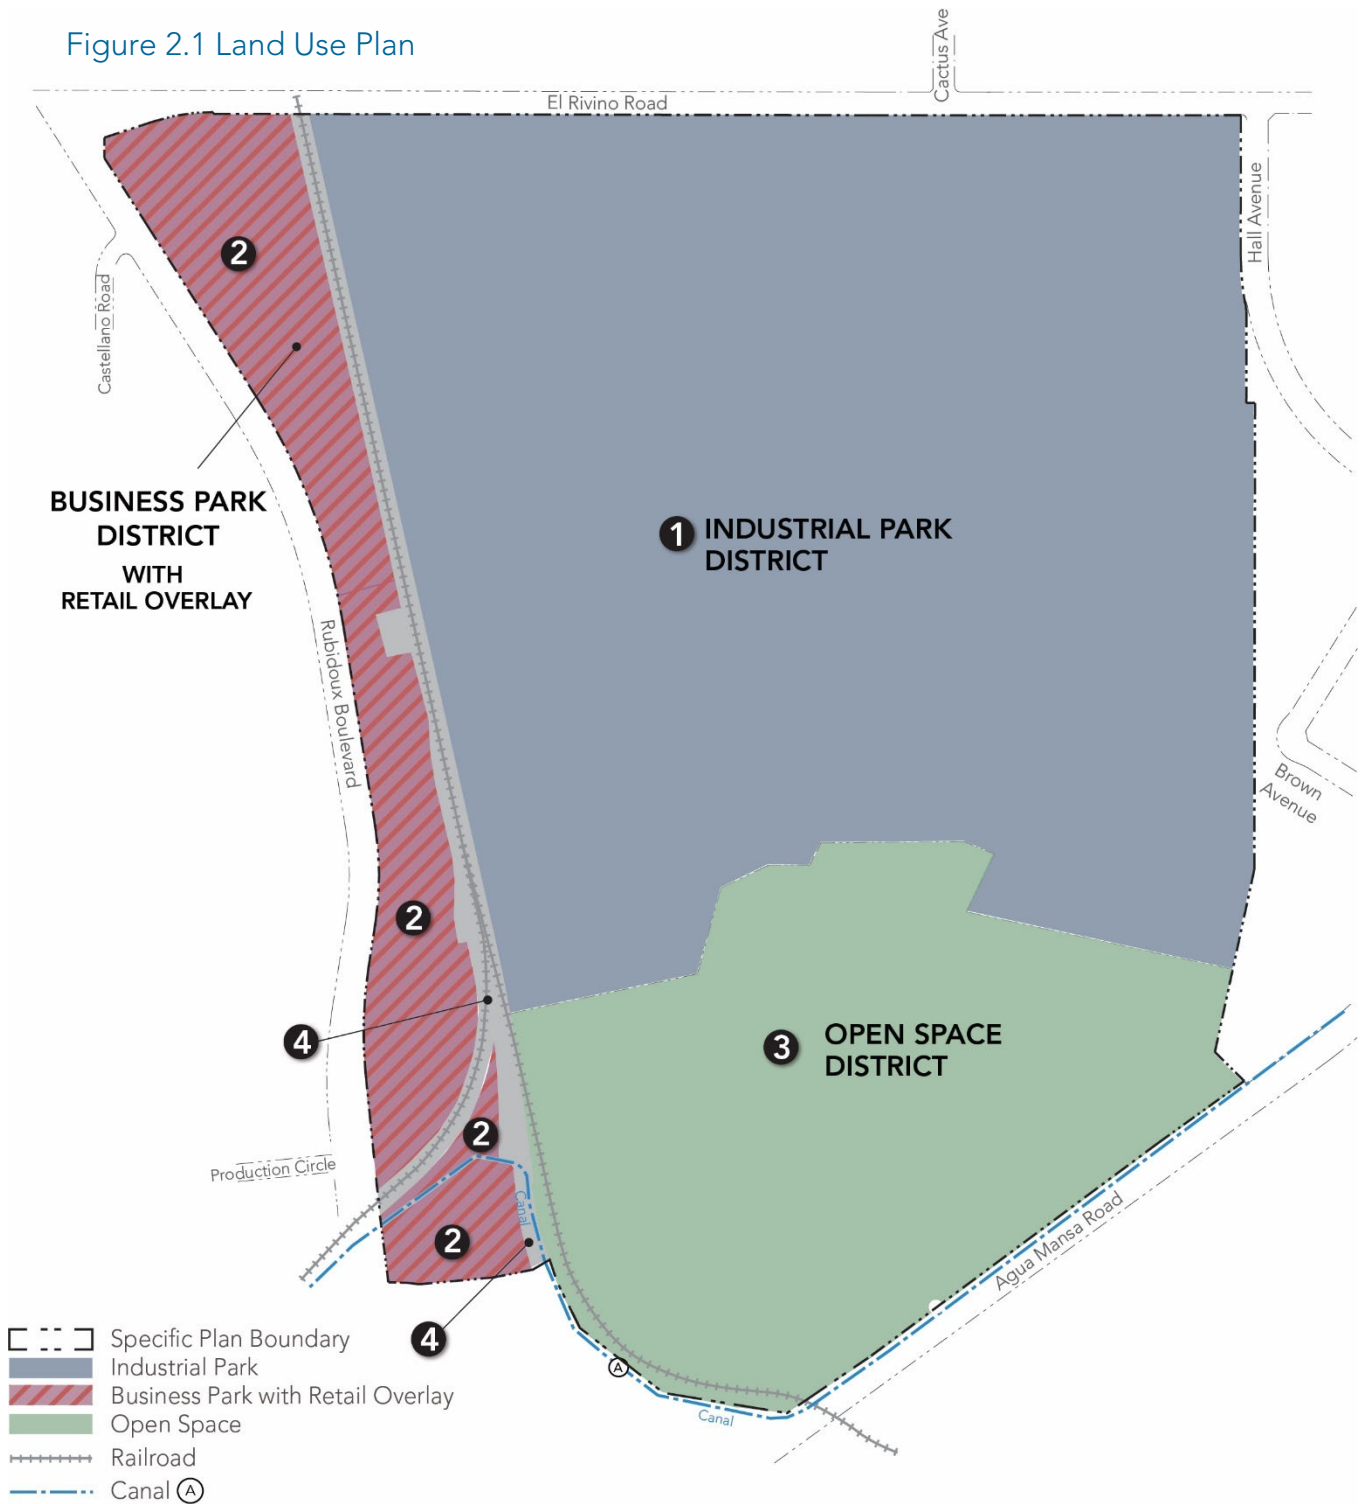 Figure 2.1 Land Use Plan
Cactus Ave
El Rivino Road
Hall Avenue
2
Castellano Road
BUSINESS PARK
DISTRICT
WITH
RETAIL OVERLAY
1 INDUSTRIAL PARK
DISTRICT
Rubidoux Boulevard
Brown
Avenue
2
4
3 OPEN SPACE
DISTRICT
2
Production Circle
Canal
2
Agua Mansa Road
4
A
Canal
Specific Plan Boundary
Industrial Park
Business Park with Retail Overlay
Open Space
Railroad
Canal A